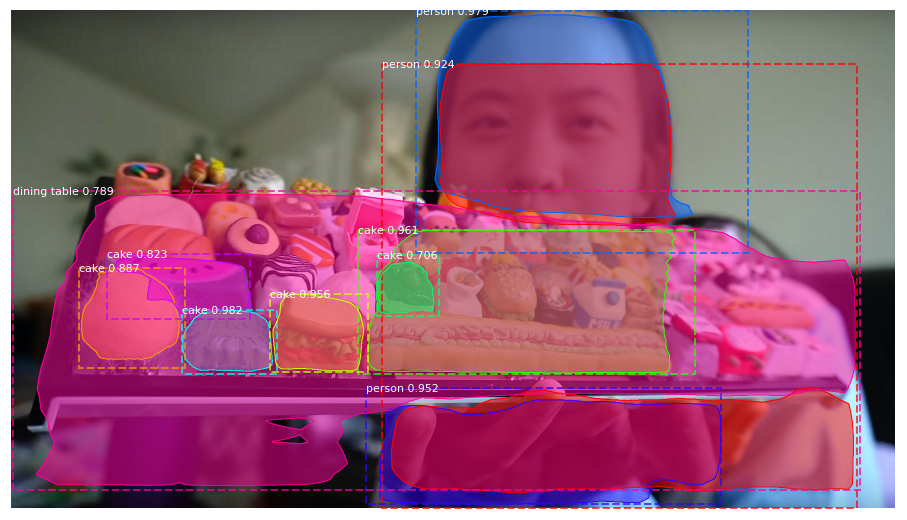 person 0.979
person 0.924
dining table 0.789
cake 0.961
cake 0.823
cake 0.706
cake 0.887
cake 0.956
cake 0.982
MILK
person 0.952